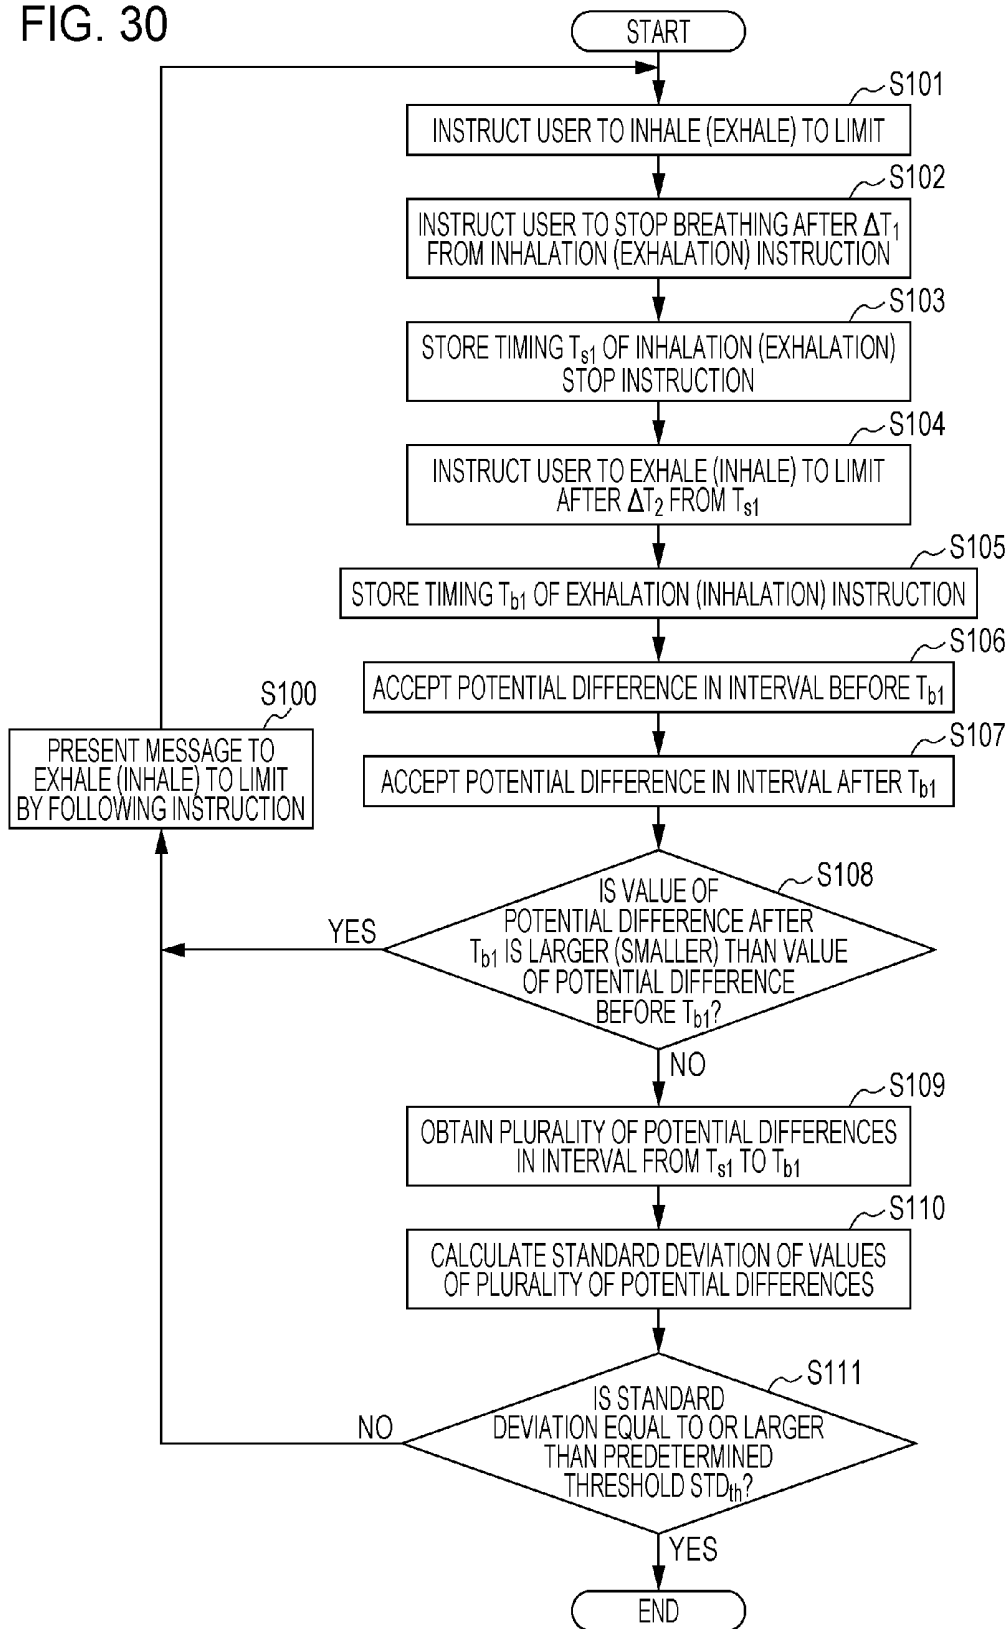 FIG. 30
START
S101
INSTRUCT USER TO INHALE (EXHALE) TO LIMIT
S102
INSTRUCT USER TO STOP BREATHING AFTER ΔT1
FROM INHALATION (EXHALATION) INSTRUCTION
S103
STORE TIMING Ts1 OF INHALATION (EXHALATION)
STOP INSTRUCTION
S104
INSTRUCT USER TO EXHALE (INHALE) TO LIMIT
AFTER ΔT2 FROM Ts1
S105
STORE TIMING Tb1 OF EXHALATION (INHALATION) INSTRUCTION
S106
ACCEPT POTENTIAL DIFFERENCE IN INTERVAL BEFORE Tb1
S100
PRESENT MESSAGE TO
EXHALE (INHALE) TO LIMIT
BY FOLLOWING INSTRUCTION
S107
ACCEPT POTENTIAL DIFFERENCE IN INTERVAL AFTER Tb1
S108
IS VALUE OF
POTENTIAL DIFFERENCE AFTER
Tb1 IS LARGER (SMALLER) THAN VALUE
OF POTENTIAL DIFFERENCE
BEFORE Tb1?
YES
NO
S109
OBTAIN PLURALITY OF POTENTIAL DIFFERENCES
IN INTERVAL FROM Ts1 TO Tb1
S110
CALCULATE STANDARD DEVIATION OF VALUES
OF PLURALITY OF POTENTIAL DIFFERENCES
S111
IS STANDARD
DEVIATION EQUAL TO OR LARGER
THAN PREDETERMINED
THRESHOLD STDth?
NO
YES
END